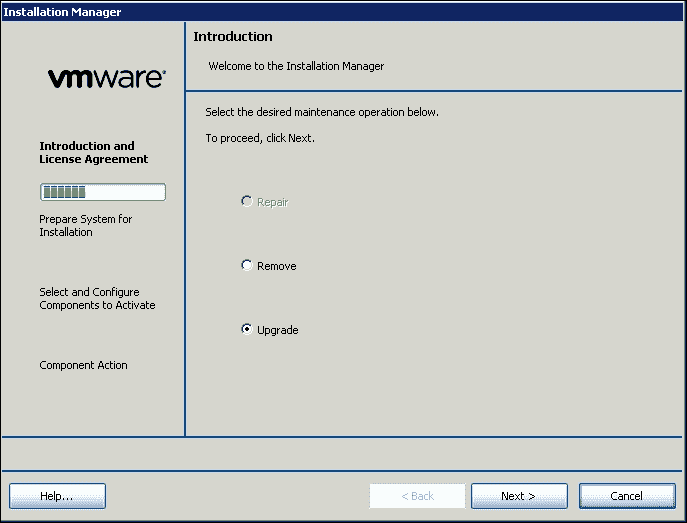 Installation Manager
vmware®
Introduction and
License Agreement
Prepare System for
Installation
Select and Configure
Components to Activate
Component Action
Introduction
Welcome to the Installation Manager
Select the desired maintenance operation below.
To proceed, click Next.
Repair
Remove
Upgrade
Help...
< Back
Next >
Cancel